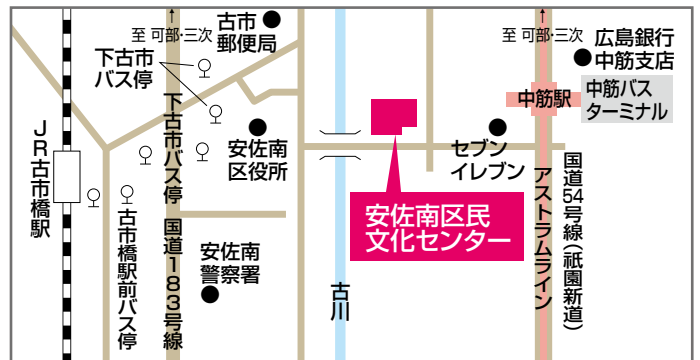 至 可部・三次
古市
郵便局
下古市
バス停
下古市バス停
国道183号線
安佐南
区役所
安佐南
警察署
JR古市橋駅
古市橋駅前バス停
古川
安佐南区民
文化センター
セブン
イレブン
至 可部・三次
広島銀行
中筋支店
中筋駅
中筋バス
ターミナル
アストラムライン
国道54号線(祇園新道)